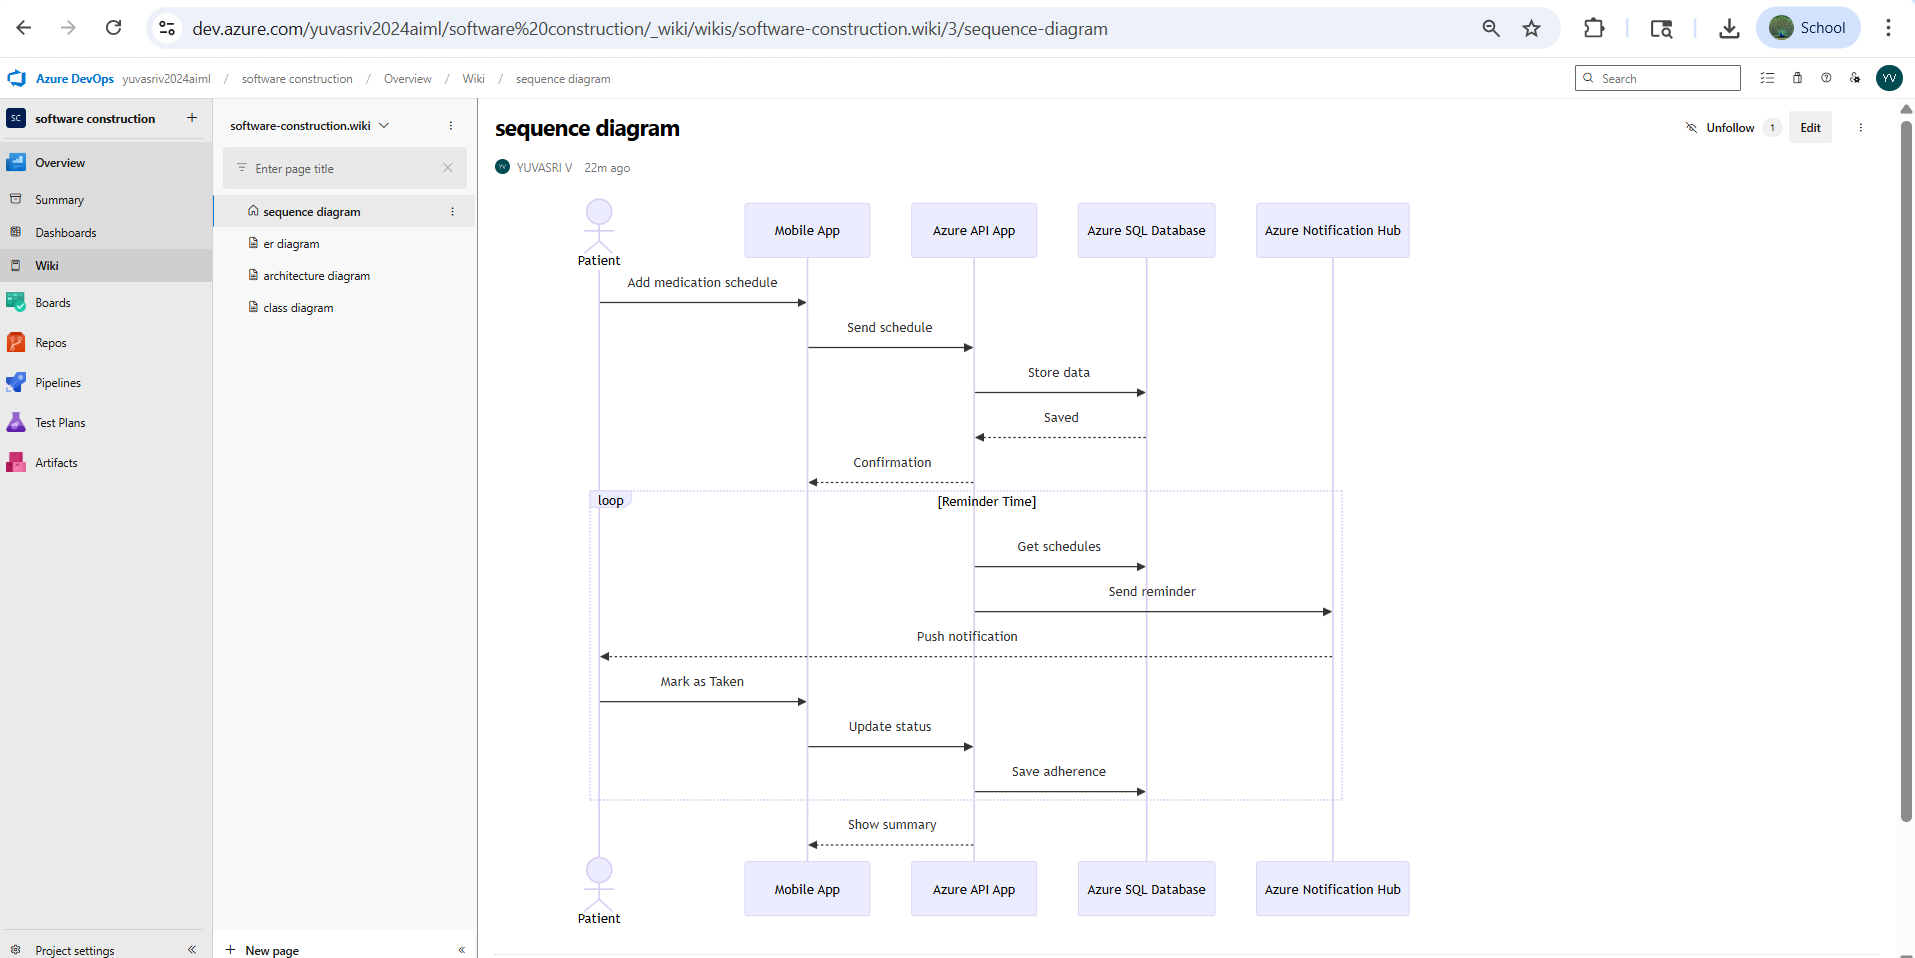 dev.azure.com/yuvasriv2024aiml/software%20construction/_wiki/wikis/software-construction.wiki/3/sequence-diagram
School
Azure DevOps yuvasriv2024aiml / software construction / Overview / Wiki / sequence diagram
Search
YV
SC software construction +
Overview
Summary
Dashboards
Wiki
Boards
Repos
Pipelines
Test Plans
Artifacts
Project settings
software-construction.wiki
Enter page title
sequence diagram
er diagram
architecture diagram
class diagram
+ New page
sequence diagram
Unfollow 1 Edit
YV YUVASRI V 22m ago
Patient
Mobile App
Azure API App
Azure SQL Database
Azure Notification Hub
Add medication schedule
Send schedule
Store data
Saved
Confirmation
loop
[Reminder Time]
Get schedules
Send reminder
Push notification
Mark as Taken
Update status
Save adherence
Show summary
Patient
Mobile App
Azure API App
Azure SQL Database
Azure Notification Hub